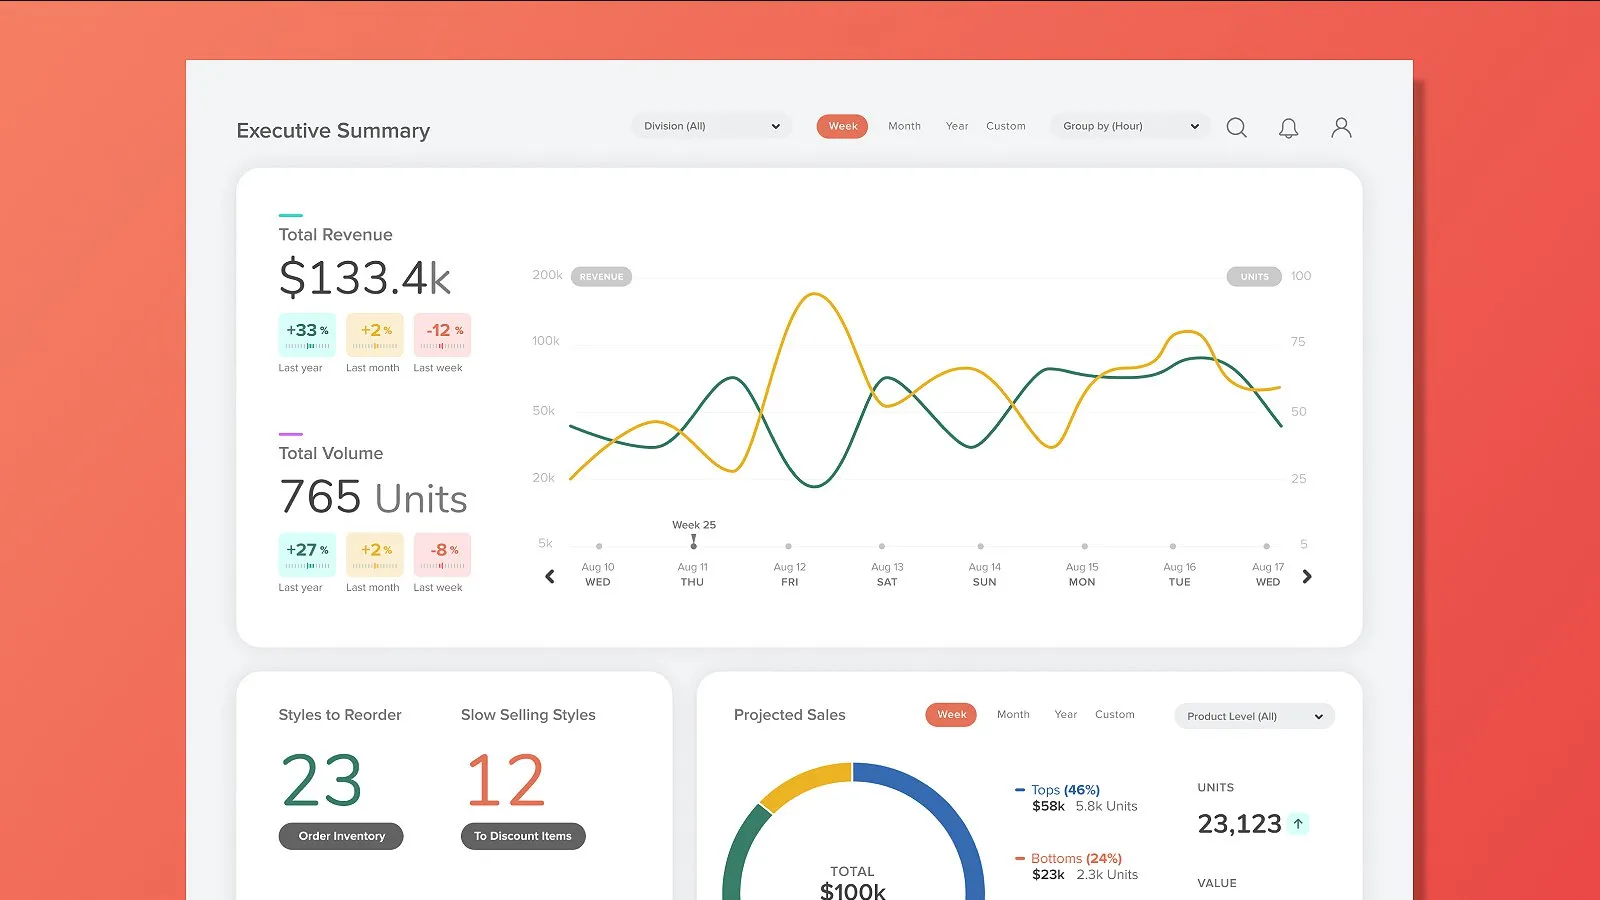 Executive Summary
Division (All)
Week
Month
Year
Custom
Group by (Hour)
Total Revenue
$133.4k
+33 %
+2 %
-12 %
Last year
Last month
Last week
Total Volume
765 Units
+27 %
+2 %
-8 %
Last year
Last month
Last week
200k
REVENUE
UNITS
100
100k
75
50k
50
20k
25
Week 25
5k
5
Aug 10
WED
Aug 11
THU
Aug 12
FRI
Aug 13
SAT
Aug 14
SUN
Aug 15
MON
Aug 16
TUE
Aug 17
WED
Styles to Reorder
23
Order Inventory
Slow Selling Styles
12
To Discount Items
Projected Sales
Week
Month
Year
Custom
Product Level (All)
TOTAL
$100k
Tops (46%)
$58k 5.8k Units
Bottoms (24%)
$23k 2.3k Units
UNITS
23,123
VALUE